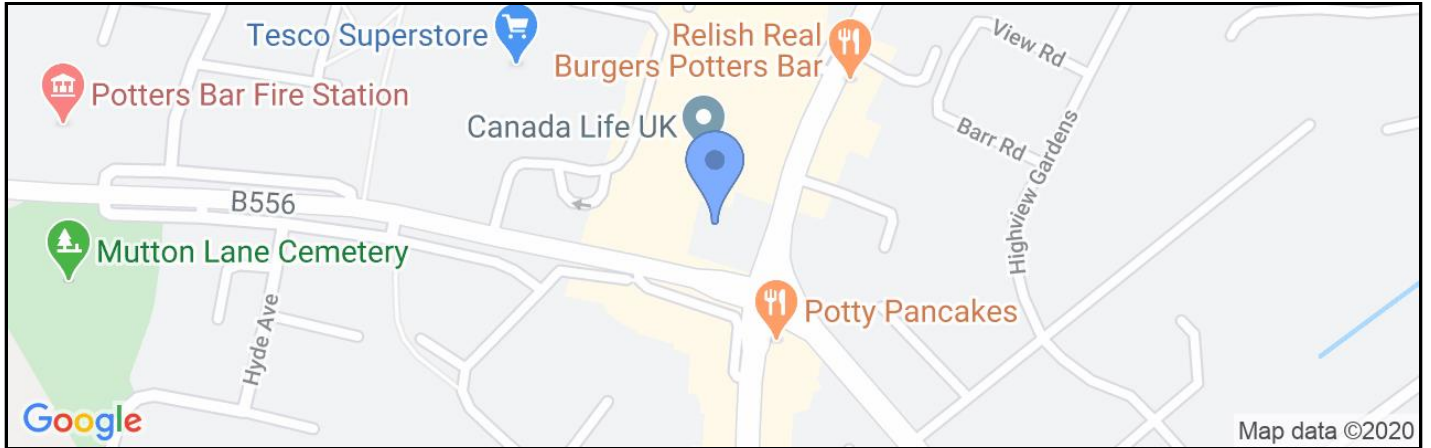 Tesco Superstore
Relish Real
Burgers Potters Bar
View Rd
Potters Bar Fire Station
Canada Life UK
Barr Rd
Highview Gardens
B556
Mutton Lane Cemetery
Hyde Ave
Potty Pancakes
Google
Map data ©2020